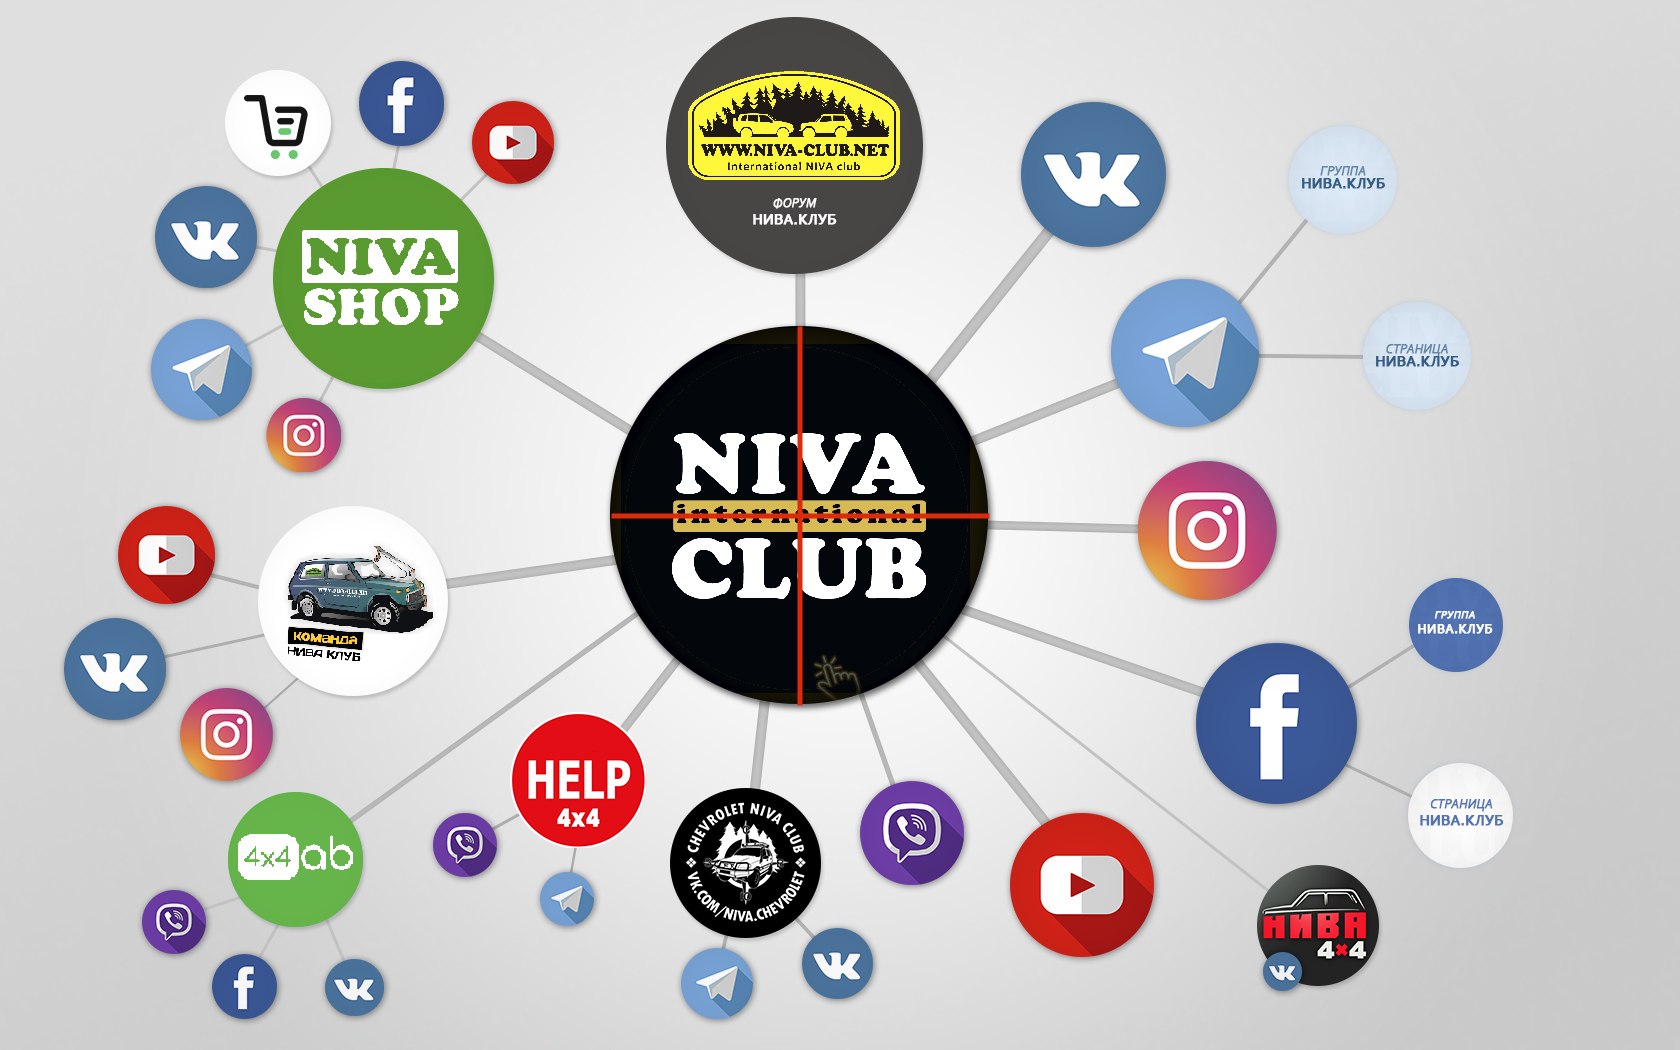 WWW.NIVA-CLUB.NET
International NIVA club
ФОРУМ
НИВА.КЛУБ
NIVA
SHOP
ГРУППА
НИВА.КЛУБ
СТРАНИЦА
НИВА.КЛУБ
NIVA
international
CLUB
КОМАНДА
НИВА КЛУБ
ГРУППА
НИВА.КЛУБ
HELP
4x4
СТРАНИЦА
НИВА.КЛУБ
4x4ab
CHEVROLET NIVA CLUB
VK.COM/NIVA.CHEVROLET
НИВА
4×4